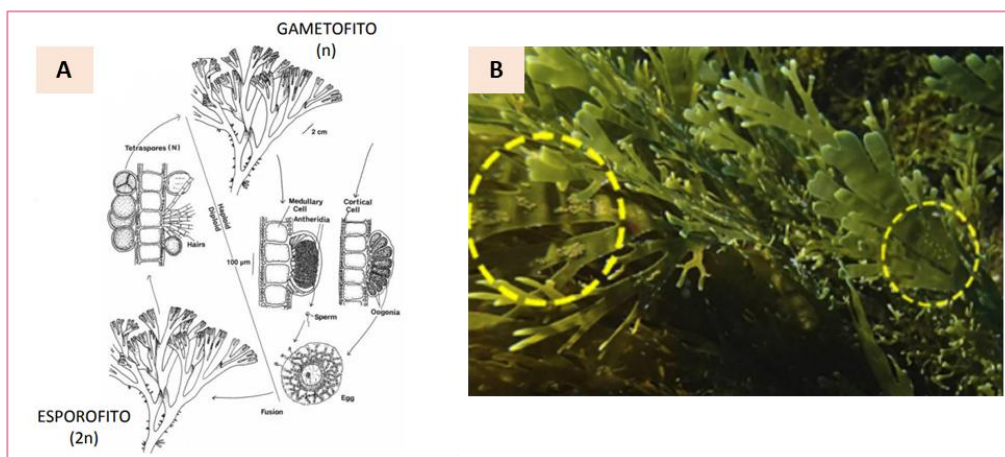 A
GAMETOFITO
(n)
2 cm
Tetraspores (N)
Haploid
Diploid
Medullary
Cell
Antheridia
Cortical
Cell
Hairs
100 µm
Oogonia
Sperm
Egg
Fusion
ESPOROFITO
(2n)
B